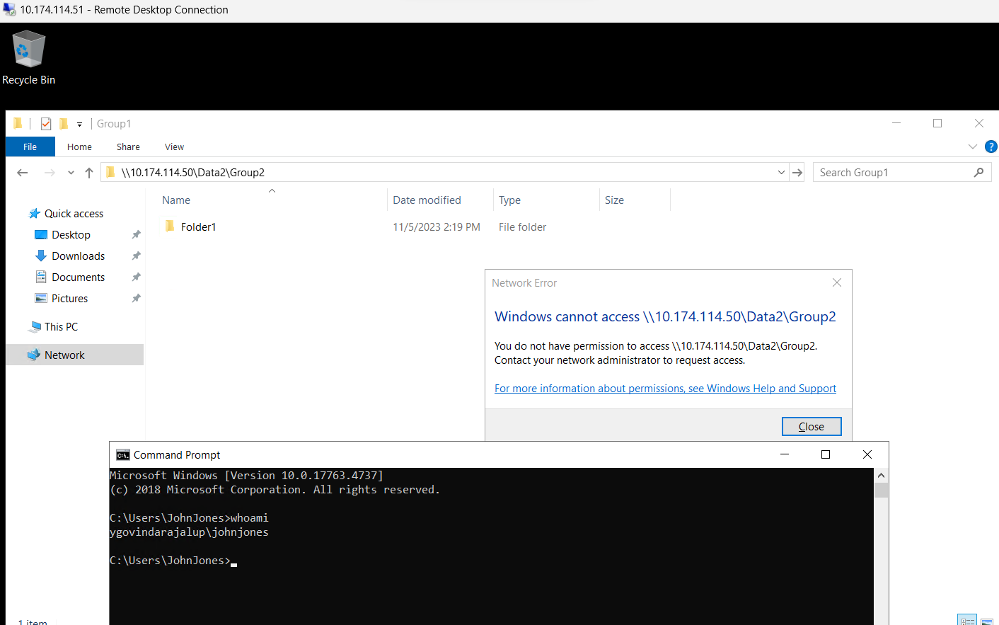 10.174.114.51 - Remote Desktop Connection
Recycle Bin
Group1
File Home Share View
\\10.174.114.50\Data2\Group2
Search Group1
Name Date modified Type Size
Quick access
Desktop
Downloads
Documents
Pictures
This PC
Network
Folder1 11/5/2023 2:19 PM File folder
Network Error
Windows cannot access \\10.174.114.50\Data2\Group2
You do not have permission to access \\10.174.114.50\Data2\Group2.
Contact your network administrator to request access.
For more information about permissions, see Windows Help and Support
Close
Command Prompt
Microsoft Windows [Version 10.0.17763.4737]
(c) 2018 Microsoft Corporation. All rights reserved.
C:\Users\JohnJones>whoami
ygovindarajalup\johnjones
C:\Users\JohnJones>
1 item